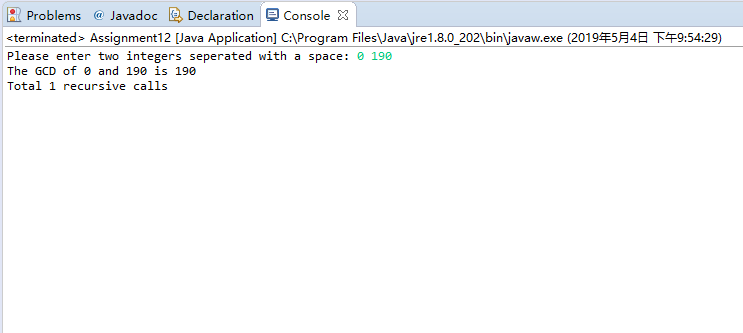 Problems @ Javadoc Declaration Console
<terminated> Assignment12 [Java Application] C:\Program Files\Java\jre1.8.0_202\bin\javaw.exe (2019年5月4日 下午9:54:29)
Please enter two integers seperated with a space: 0 190
The GCD of 0 and 190 is 190
Total 1 recursive calls